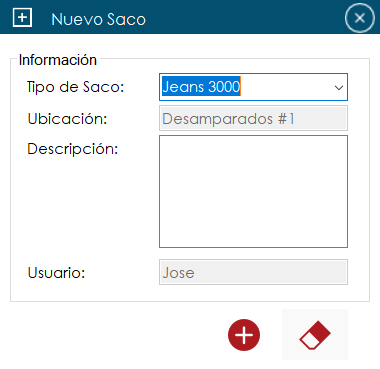 Nuevo Saco
Información
Tipo de Saco: Jeans 3000
Ubicación: Desamparados #1
Descripción:
Usuario: Jose